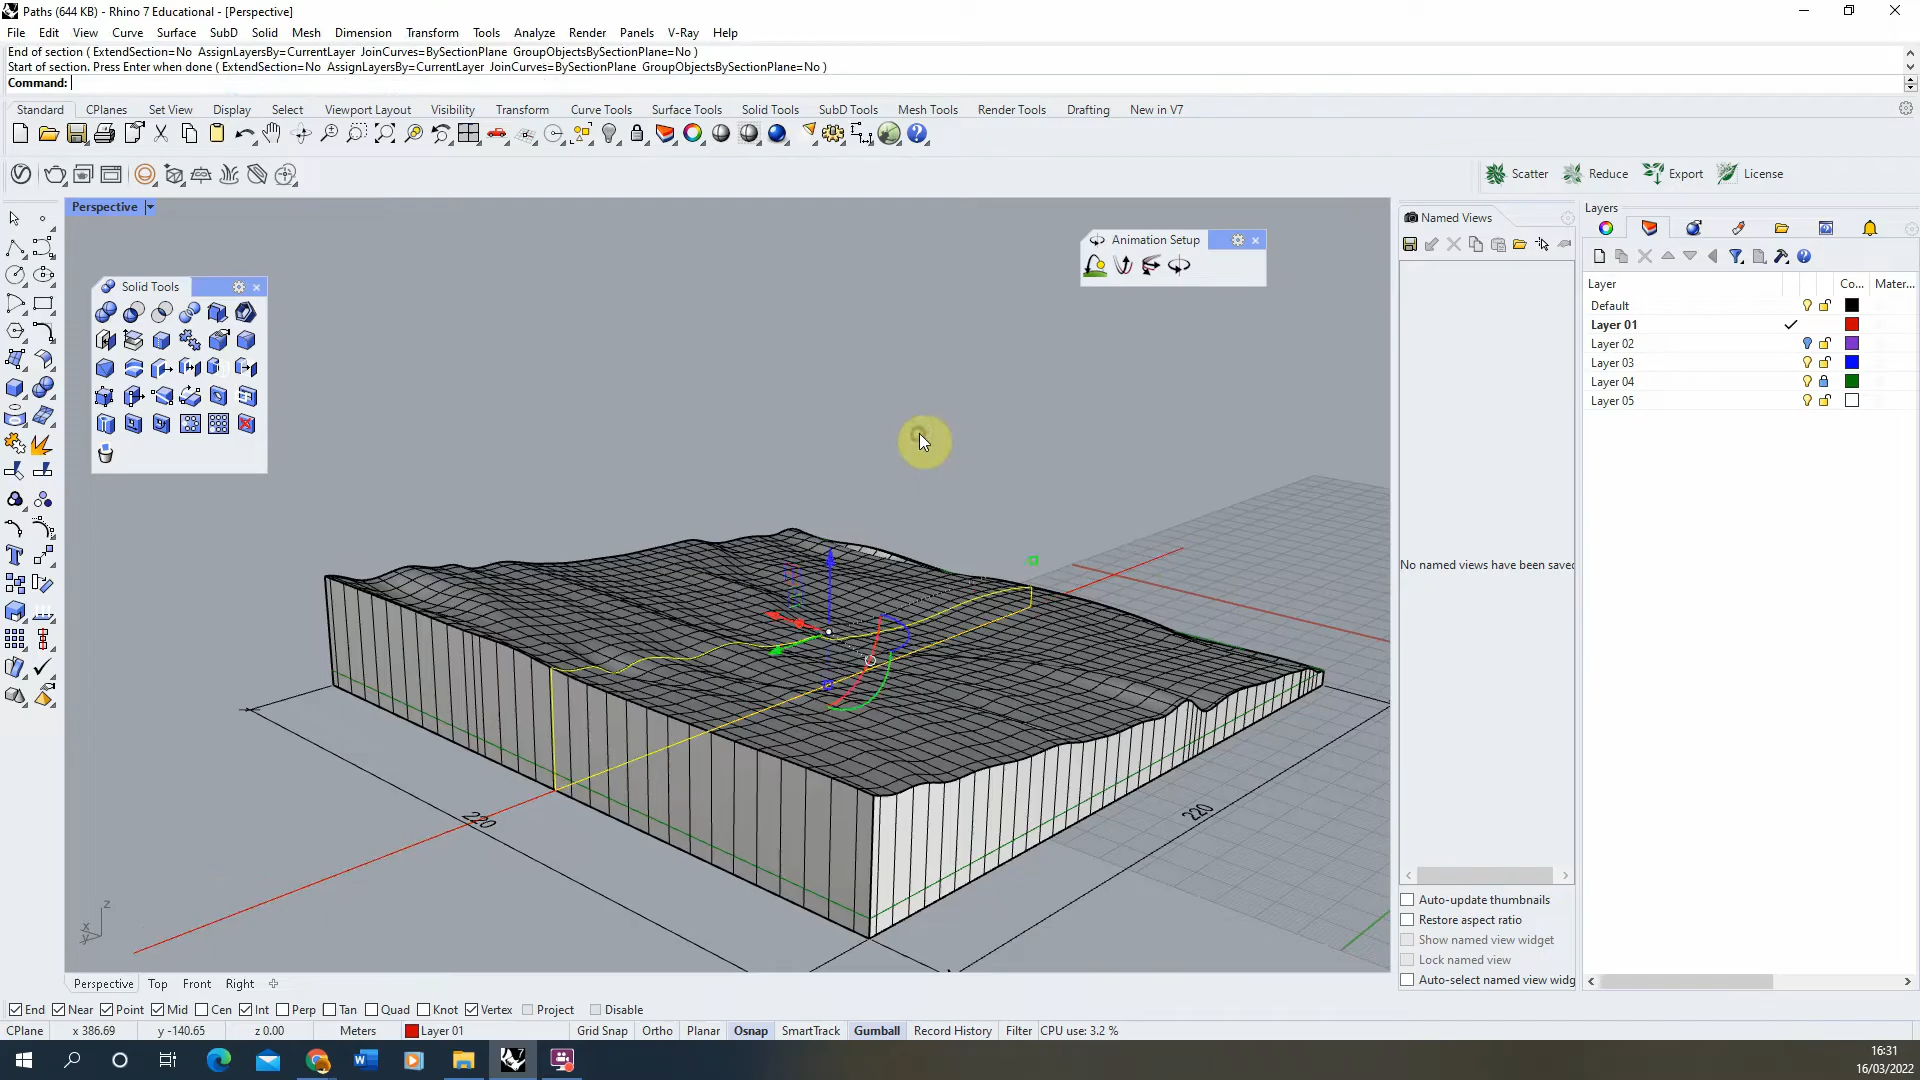 Paths (644 KB) - Rhino 7 Educational - [Perspective]
File Edit View Curve Surface SubD Solid Mesh Dimension Transform Tools Analyze Render Panels V-Ray Help
End of section ( ExtendSection=No AssignLayersBy=CurrentLayer JoinCurves=BySectionPlane GroupObjectsBySectionPlane=No )
Start of section. Press Enter when done ( ExtendSection=No AssignLayersBy=CurrentLayer JoinCurves=BySectionPlane GroupObjectsBySectionPlane=No )
Command:
Standard CPlanes Set View Display Select Viewport Layout Visibility Transform Curve Tools Surface Tools Solid Tools SubD Tools Mesh Tools Render Tools Drafting New in V7
Scatter Reduce Export License
Perspective
Named Views
Layers
Animation Setup
Solid Tools
Layer Co... Mater...
Default
Layer 01
Layer 02
Layer 03
Layer 04
Layer 05
No named views have been saved
220
220
z
x
y
Auto-update thumbnails
Restore aspect ratio
Show named view widget
Lock named view
Auto-select named view widg
Perspective Top Front Right
End Near Point Mid Cen Int Perp Tan Quad Knot Vertex Project Disable
CPlane x 386.69 y -140.65 z 0.00 Meters Layer 01 Grid Snap Ortho Planar Osnap SmartTrack Gumball Record History Filter CPU use: 3.2 %
16:31
16/03/2022